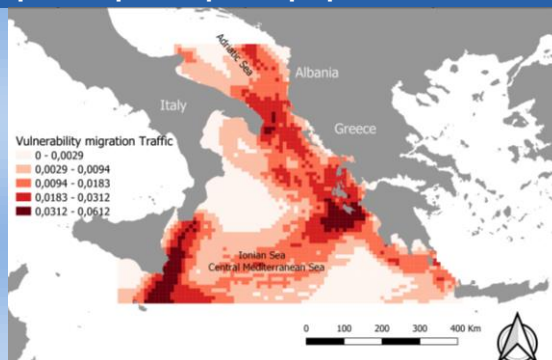 Adriatic Sea
Albania
Italy
Greece
Vulnerability migration Traffic
0 - 0,0029
0,0029 - 0,0094
0,0094 - 0,0183
0,0183 - 0,0312
0,0312 - 0,0612
Ionian Sea
Central Mediterranean Sea
0 100 200 300 400 Km